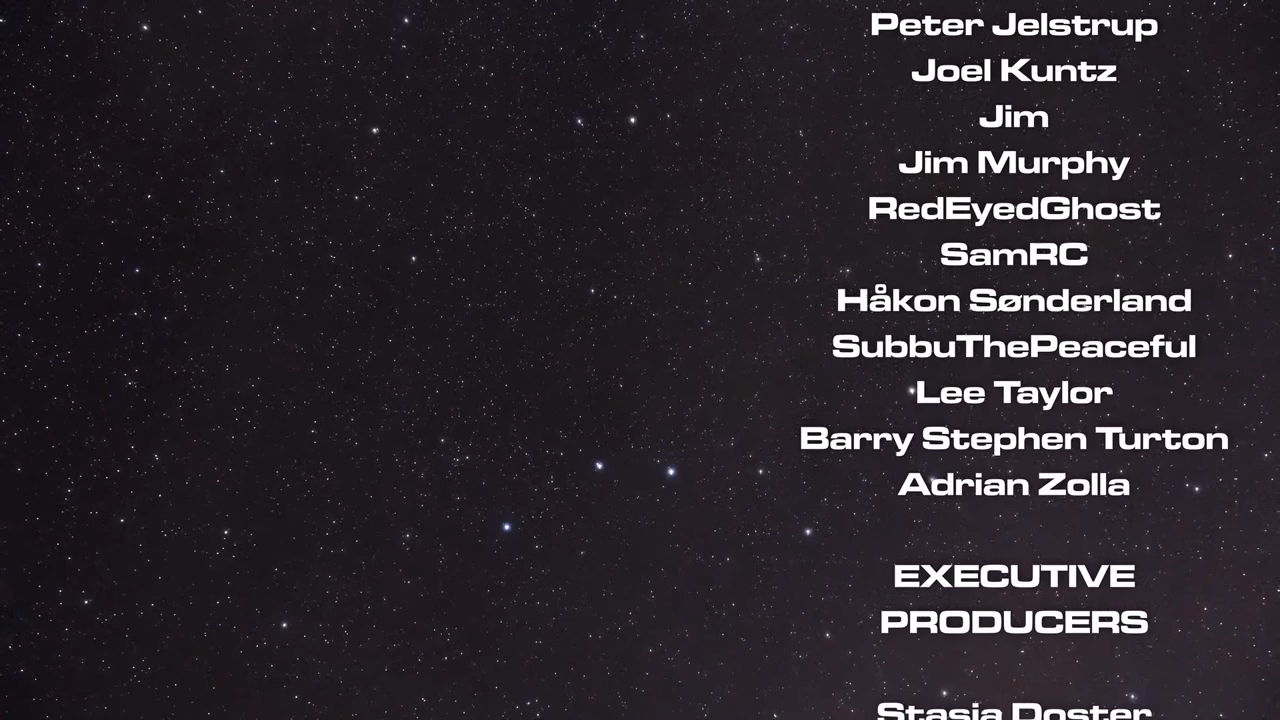 Peter Jelstrup
Joel Kuntz
Jim
Jim Murphy
RedEyedGhost
SamRC
Håkon Sønderland
SubbuThePeaceful
Lee Taylor
Barry Stephen Turton
Adrian Zolla
EXECUTIVE
PRODUCERS
Stasia Doster